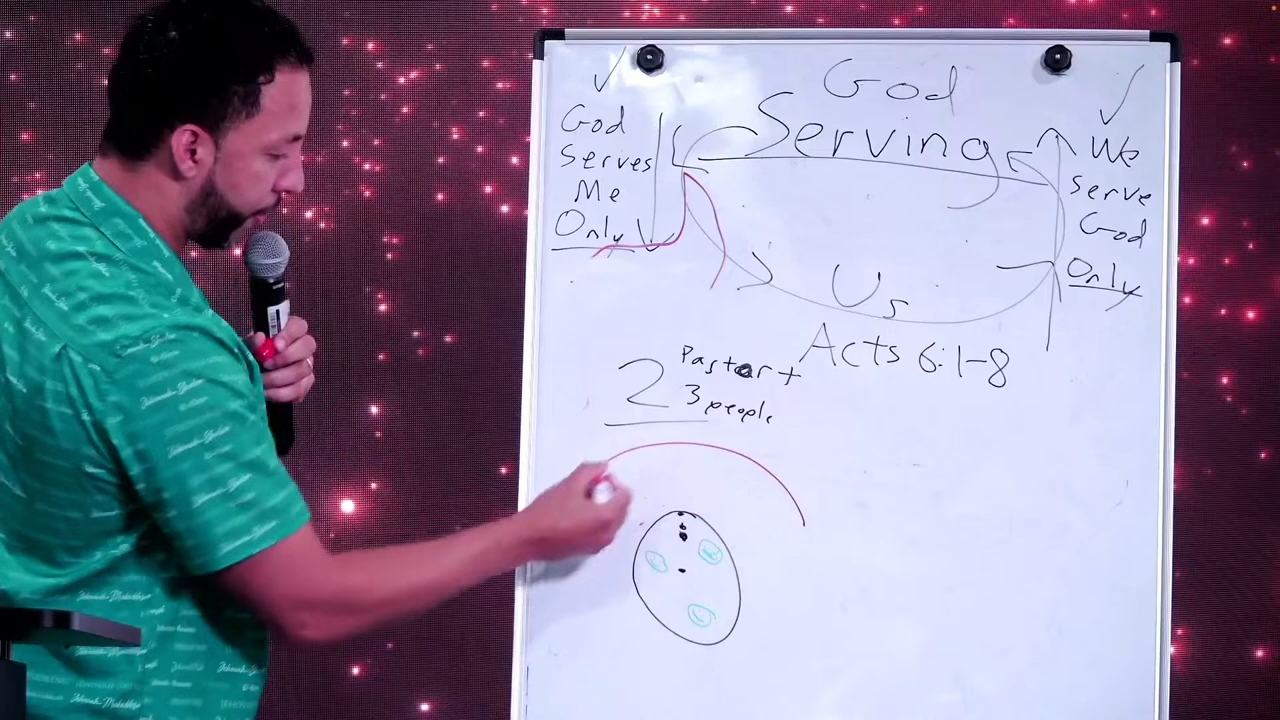 God
Serving
✓
God
Serves
Me
Only
✓
We
Serve
God
Only
Us
Acts 6:1-8
2 Pastor +
3 people